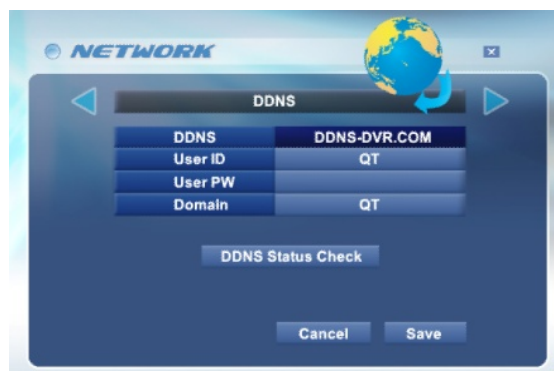 NETWORK
DDNS
DDNS DDNS-DVR.COM
User ID QT
User PW
Domain QT
DDNS Status Check
Cancel Save